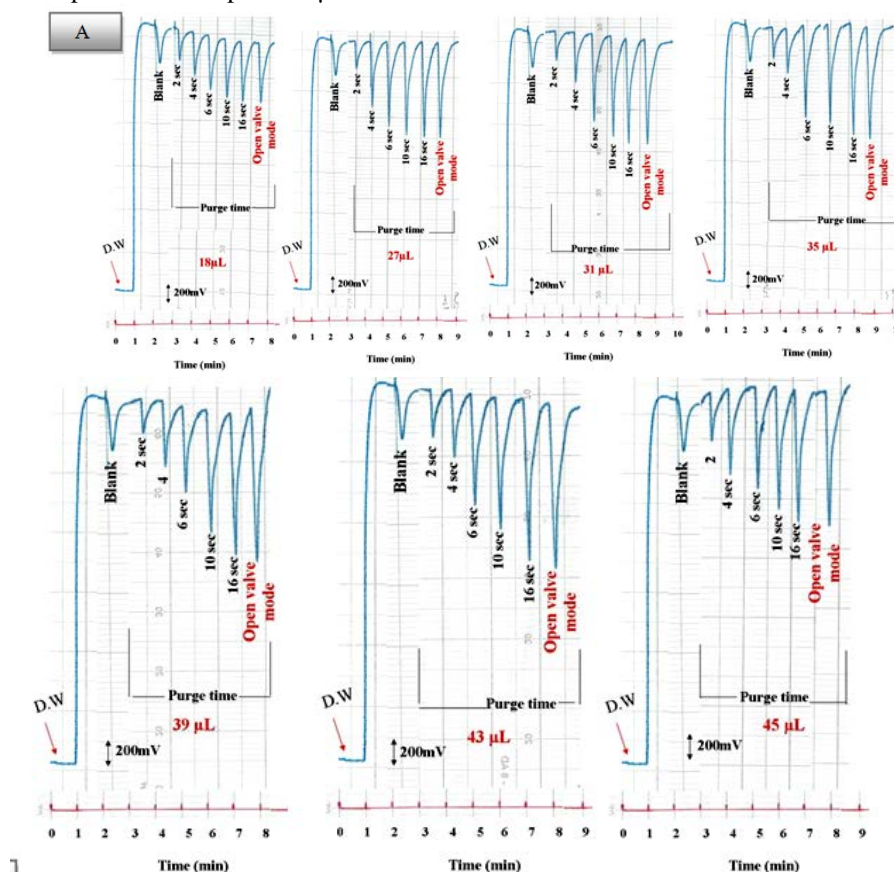 A
Blank
2 sec
4 sec
6 sec
10 sec
16 sec
Open valve
mode
Purge time
D.W
18µL
200mV
0 1 2 3 4 5 6 7 8
Time (min)
Blank
2 sec
4 sec
6 sec
10 sec
16 sec
Open valve
mode
Purge time
D.W
27µL
200mV
0 1 2 3 4 5 6 7 8 9
Time (min)
Blank
2 sec
4 sec
6 sec
10 sec
16 sec
Open valve
mode
Purge time
D.W
31 µL
200mV
0 1 2 3 4 5 6 7 8 9 10
Time (min)
Blank
2
4 sec
6 sec
10 sec
16 sec
Open valve
mode
Purge time
D.W
35 µL
200mV
0 1 2 3 4 5 6 7 8 9
Time (min)
Blank
2 sec
4
6 sec
10 sec
16 sec
Open valve
mode
Purge time
D.W
39 µL
200mV
0 1 2 3 4 5 6 7 8
Time (min)
Blank
2 sec
4 sec
6 sec
10 sec
16 sec
Open valve
mode
Purge time
D.W
43 µL
200mV
0 1 2 3 4 5 6 7 8 9
Time (min)
Blank
2
4 sec
6 sec
10 sec
16 sec
Open valve
mode
Purge time
D.W
45 µL
200mV
0 1 2 3 4 5 6 7 8 9
Time (min)